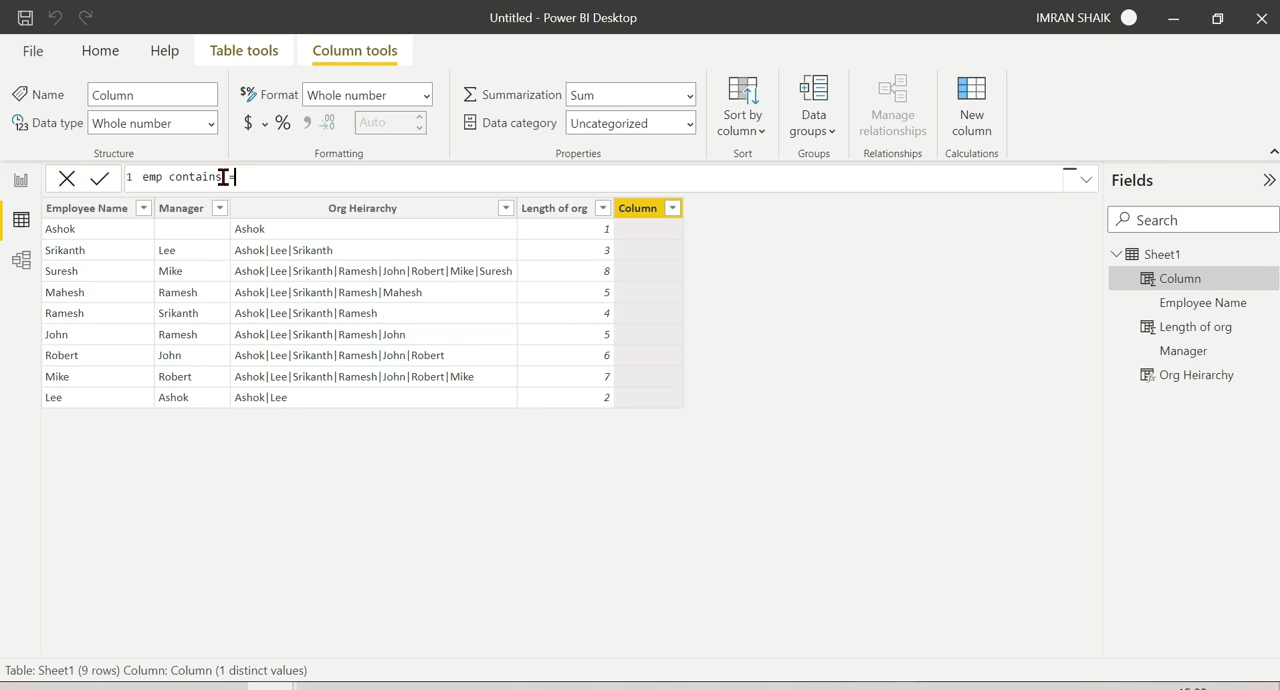 Untitled - Power BI Desktop
IMRAN SHAIK
File Home Help Table tools Column tools
Name Column
Data type Whole number
Structure
Format Whole number
$ % Auto
Formatting
Summarization Sum
Data category Uncategorized
Properties
Sort by column
Sort
Data groups
Groups
Manage relationships
Relationships
New column
Calculations
1 emp contains =
Fields
Search
Sheet1
Column
Employee Name
Length of org
Manager
Org Heirarchy
Employee Name Manager Org Heirarchy Length of org Column
Ashok Ashok 1
Srikanth Lee Ashok|Lee|Srikanth 3
Suresh Mike Ashok|Lee|Srikanth|Ramesh|John|Robert|Mike|Suresh 8
Mahesh Ramesh Ashok|Lee|Srikanth|Ramesh|Mahesh 5
Ramesh Srikanth Ashok|Lee|Srikanth|Ramesh 4
John Ramesh Ashok|Lee|Srikanth|Ramesh|John 5
Robert John Ashok|Lee|Srikanth|Ramesh|John|Robert 6
Mike Robert Ashok|Lee|Srikanth|Ramesh|John|Robert|Mike 7
Lee Ashok Ashok|Lee 2
Table: Sheet1 (9 rows) Column: Column (1 distinct values)